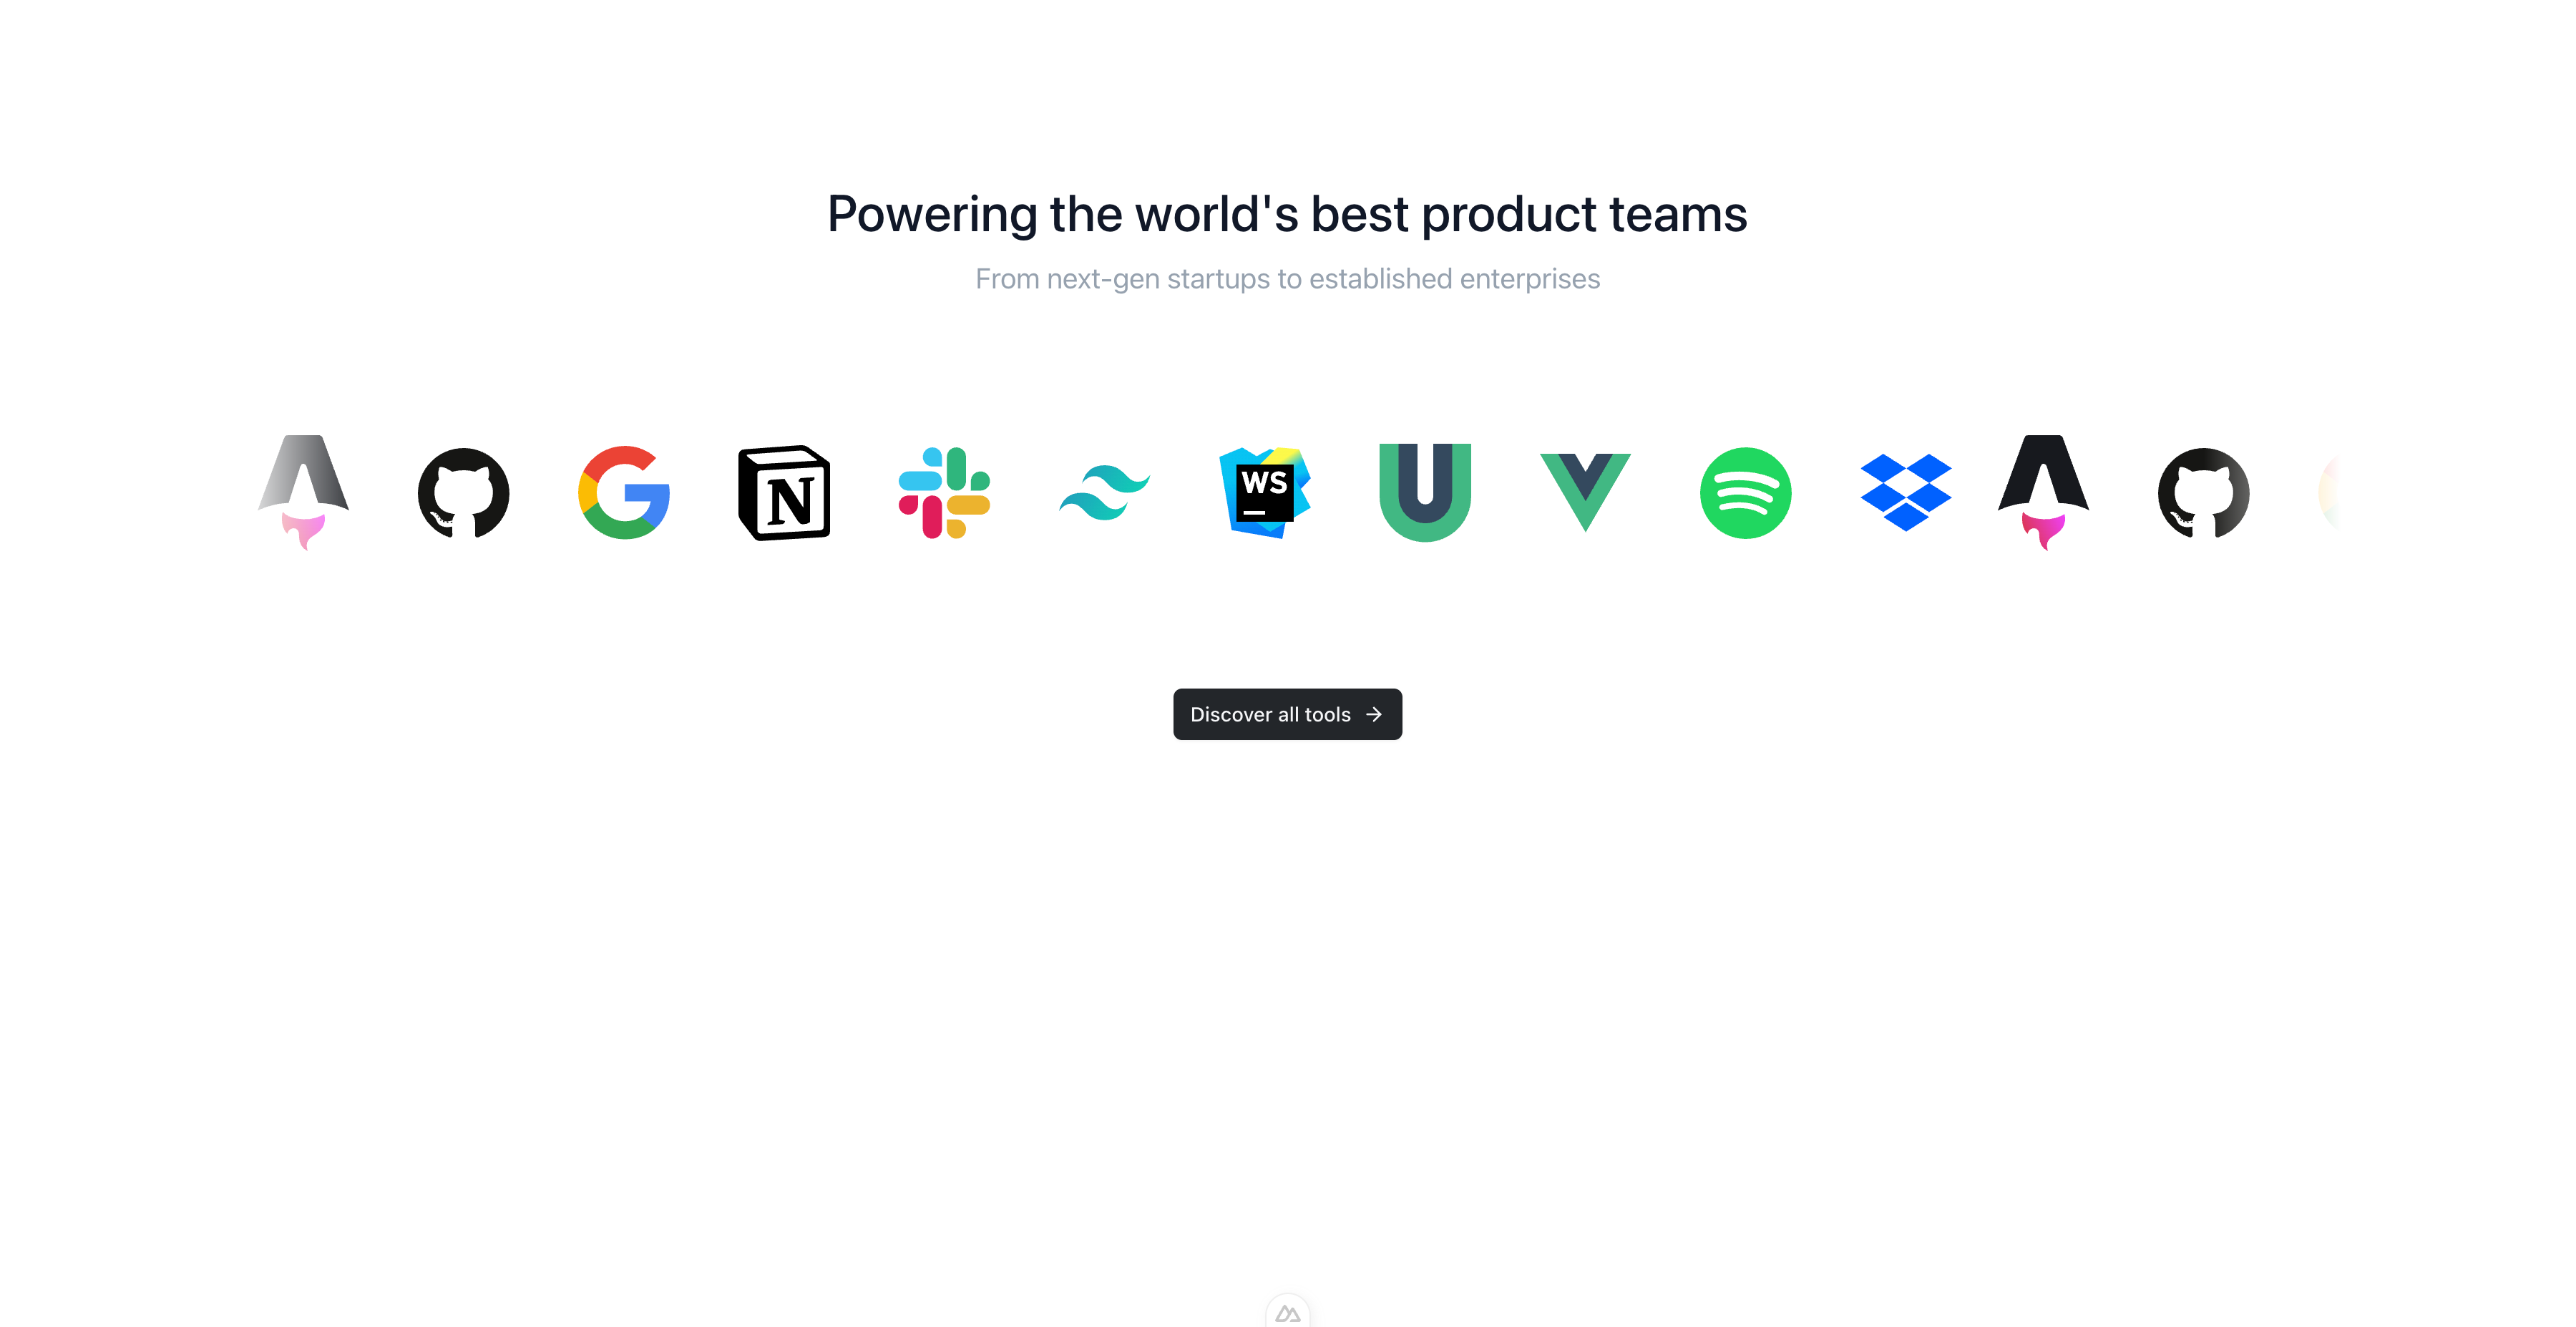 Powering the world's best product teams
From next-gen startups to established enterprises
N
WS
Discover all tools